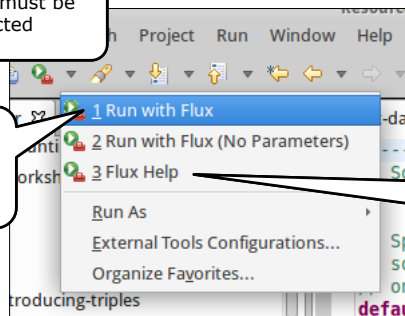 must be
cted
Project Run Window Help
1 Run with Flux
2 Run with Flux (No Parameters)
3 Flux Help
Run As
External Tools Configurations...
Organize Favorites...
troducing-triples
defau